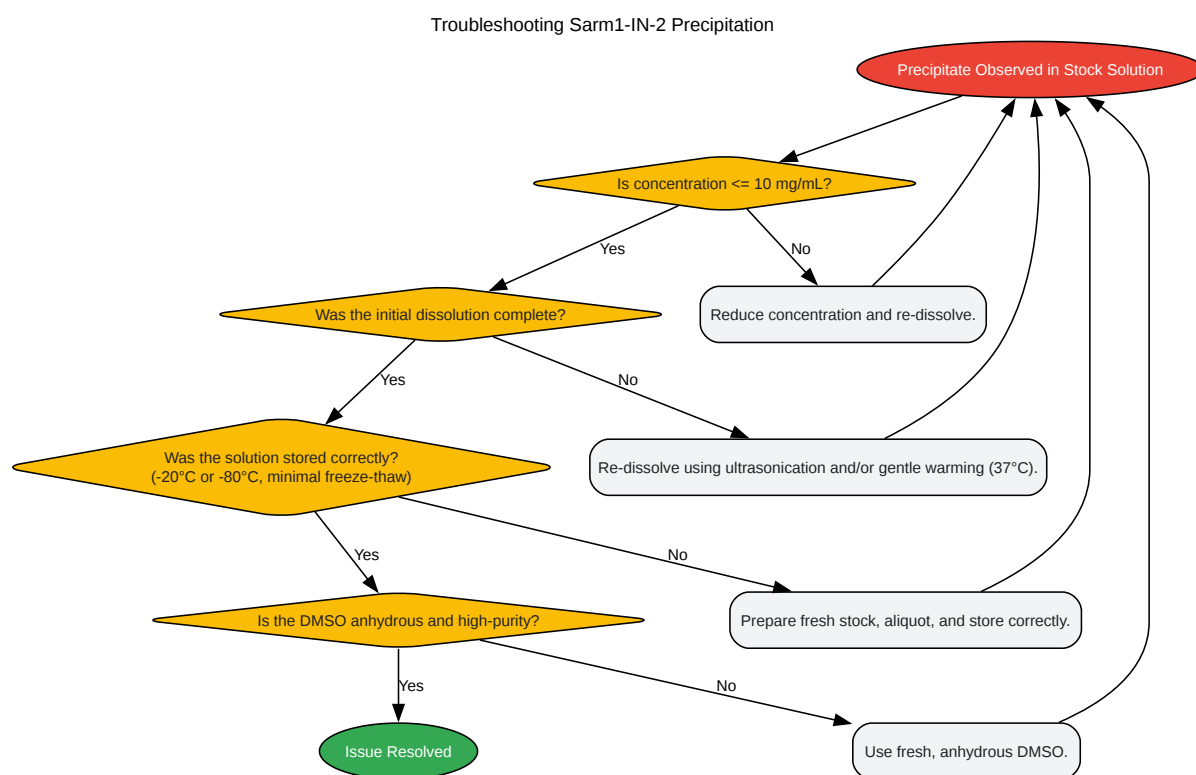 Troubleshooting Sarm1-IN-2 Precipitation
Precipitate Observed in Stock Solution
Is concentration <= 10 mg/mL?
Yes
No
Was the initial dissolution complete?
Reduce concentration and re-dissolve.
Yes
No
Was the solution stored correctly?
(-20°C or -80°C, minimal freeze-thaw)
Re-dissolve using ultrasonication and/or gentle warming (37°C).
Yes
No
Is the DMSO anhydrous and high-purity?
Prepare fresh stock, aliquot, and store correctly.
Yes
No
Issue Resolved
Use fresh, anhydrous DMSO.